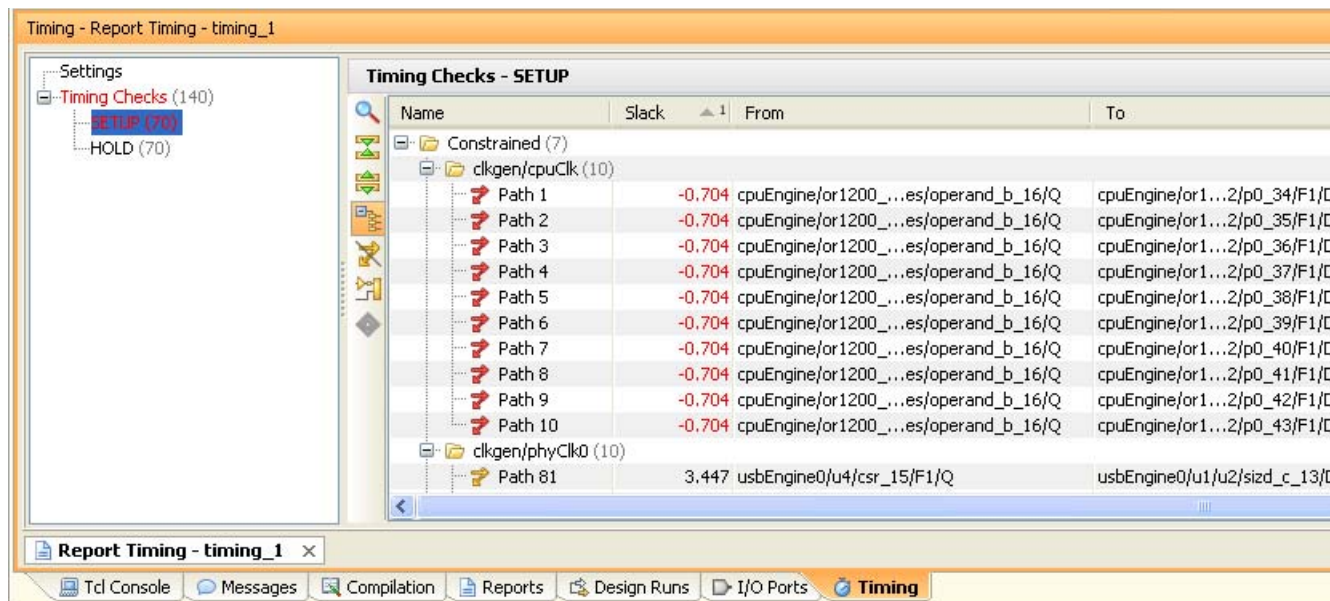 Timing - Report Timing - timing_1
Settings
Timing Checks (140)
SETUP (70)
HOLD (70)
Timing Checks - SETUP
Name Slack 1 From To
Constrained (7)
clkgen/cpuClk (10)
Path 1 -0.704 cpuEngine/or1200_...es/operand_b_16/Q cpuEngine/or1...2/p0_34/F1/D
Path 2 -0.704 cpuEngine/or1200_...es/operand_b_16/Q cpuEngine/or1...2/p0_35/F1/D
Path 3 -0.704 cpuEngine/or1200_...es/operand_b_16/Q cpuEngine/or1...2/p0_36/F1/D
Path 4 -0.704 cpuEngine/or1200_...es/operand_b_16/Q cpuEngine/or1...2/p0_37/F1/D
Path 5 -0.704 cpuEngine/or1200_...es/operand_b_16/Q cpuEngine/or1...2/p0_38/F1/D
Path 6 -0.704 cpuEngine/or1200_...es/operand_b_16/Q cpuEngine/or1...2/p0_39/F1/D
Path 7 -0.704 cpuEngine/or1200_...es/operand_b_16/Q cpuEngine/or1...2/p0_40/F1/D
Path 8 -0.704 cpuEngine/or1200_...es/operand_b_16/Q cpuEngine/or1...2/p0_41/F1/D
Path 9 -0.704 cpuEngine/or1200_...es/operand_b_16/Q cpuEngine/or1...2/p0_42/F1/D
Path 10 -0.704 cpuEngine/or1200_...es/operand_b_16/Q cpuEngine/or1...2/p0_43/F1/D
clkgen/phyClk0 (10)
Path 81 3.447 usbEngine0/u4/csr_15/F1/Q usbEngine0/u1/u2/sizd_c_13/D
Report Timing - timing_1
Tcl Console Messages Compilation Reports Design Runs I/O Ports Timing